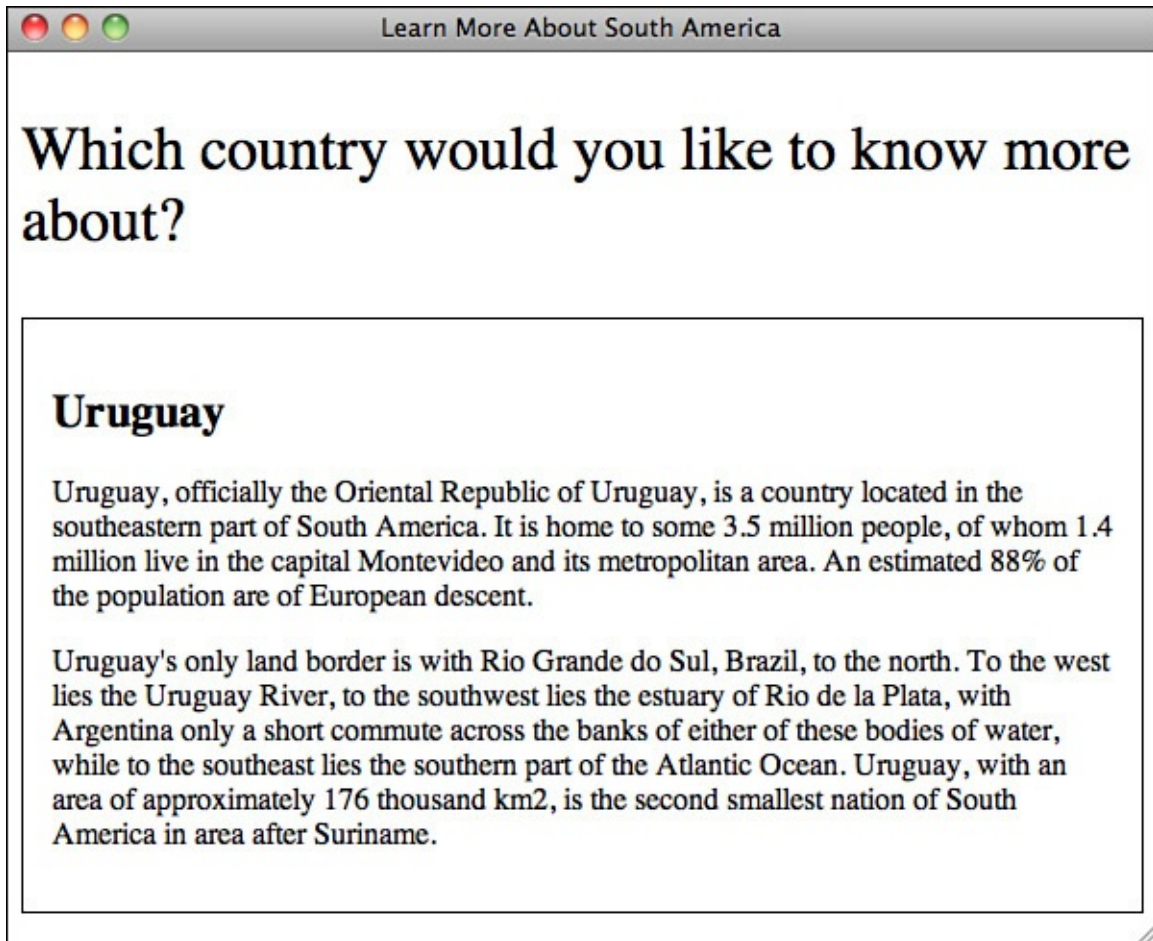 Learn More About South America
Which country would you like to know more
about?
Uruguay
Uruguay, officially the Oriental Republic of Uruguay, is a country located in the
southeastern part of South America. It is home to some 3.5 million people, of whom 1.4
million live in the capital Montevideo and its metropolitan area. An estimated 88% of
the population are of European descent.
Uruguay's only land border is with Rio Grande do Sul, Brazil, to the north. To the west
lies the Uruguay River, to the southwest lies the estuary of Rio de la Plata, with
Argentina only a short commute across the banks of either of these bodies of water,
while to the southeast lies the southern part of the Atlantic Ocean. Uruguay, with an
area of approximately 176 thousand km2, is the second smallest nation of South
America in area after Suriname.